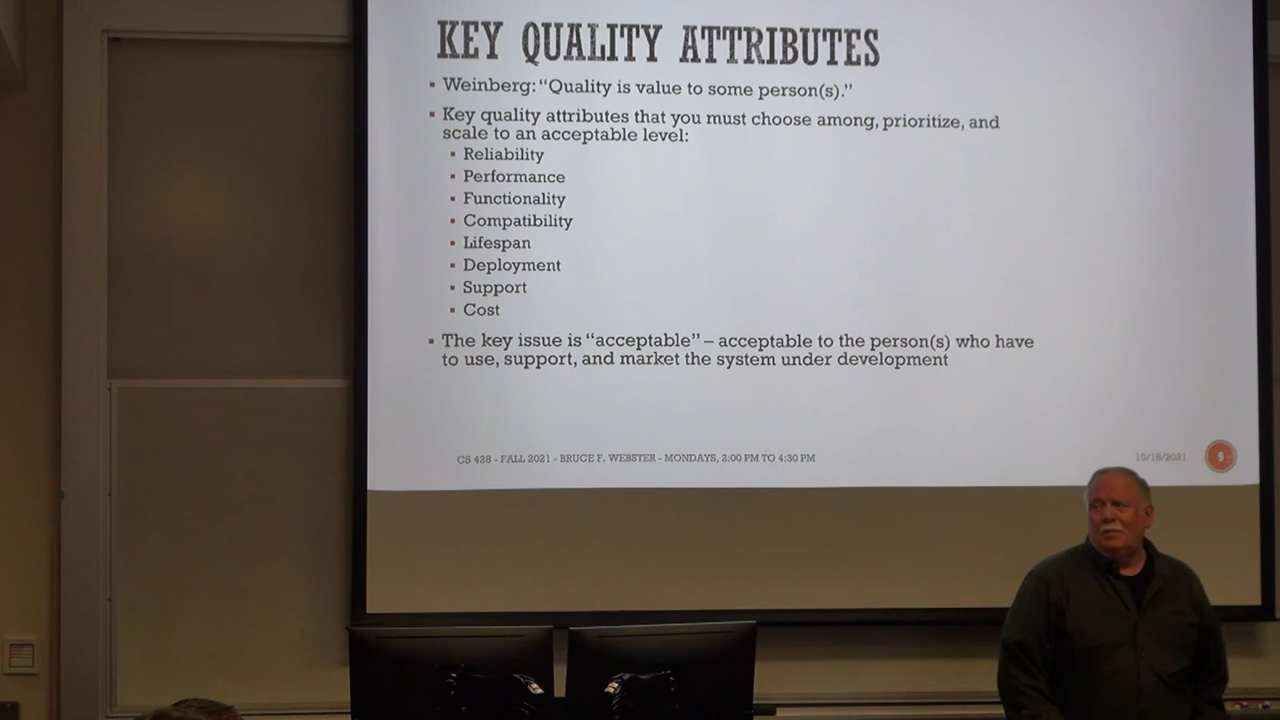 KEY QUALITY ATTRIBUTES
▪ Weinberg: “Quality is value to some person(s).”
▪ Key quality attributes that you must choose among, prioritize, and
scale to an acceptable level:
▪ Reliability
▪ Performance
▪ Functionality
▪ Compatibility
▪ Lifespan
▪ Deployment
▪ Support
▪ Cost
▪ The key issue is “acceptable” – acceptable to the person(s) who have
to use, support, and market the system under development
CS 428 - FALL 2021 - BRUCE F. WEBSTER - MONDAYS, 2:00 PM TO 4:30 PM
10/18/2021
9